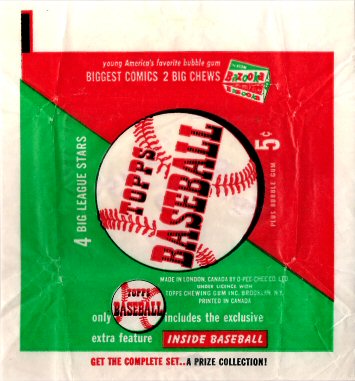 young America's favorite bubble gum
BIGGEST COMICS 2 BIG CHEWS
Bazooka
4 BIG LEAGUE STARS
TOPPS
BASEBALL
5¢
PLUS BUBBLE GUM
MADE IN LONDON, CANADA BY O-PEE-CHEE CO. LTD.
UNDER LICENCE WITH
TOPPS CHEWING GUM INC. BROOKLYN, N.Y.
PRINTED IN CANADA
only TOPPS BASEBALL includes the exclusive
extra feature INSIDE BASEBALL
GET THE COMPLETE SET.. A PRIZE COLLECTION!